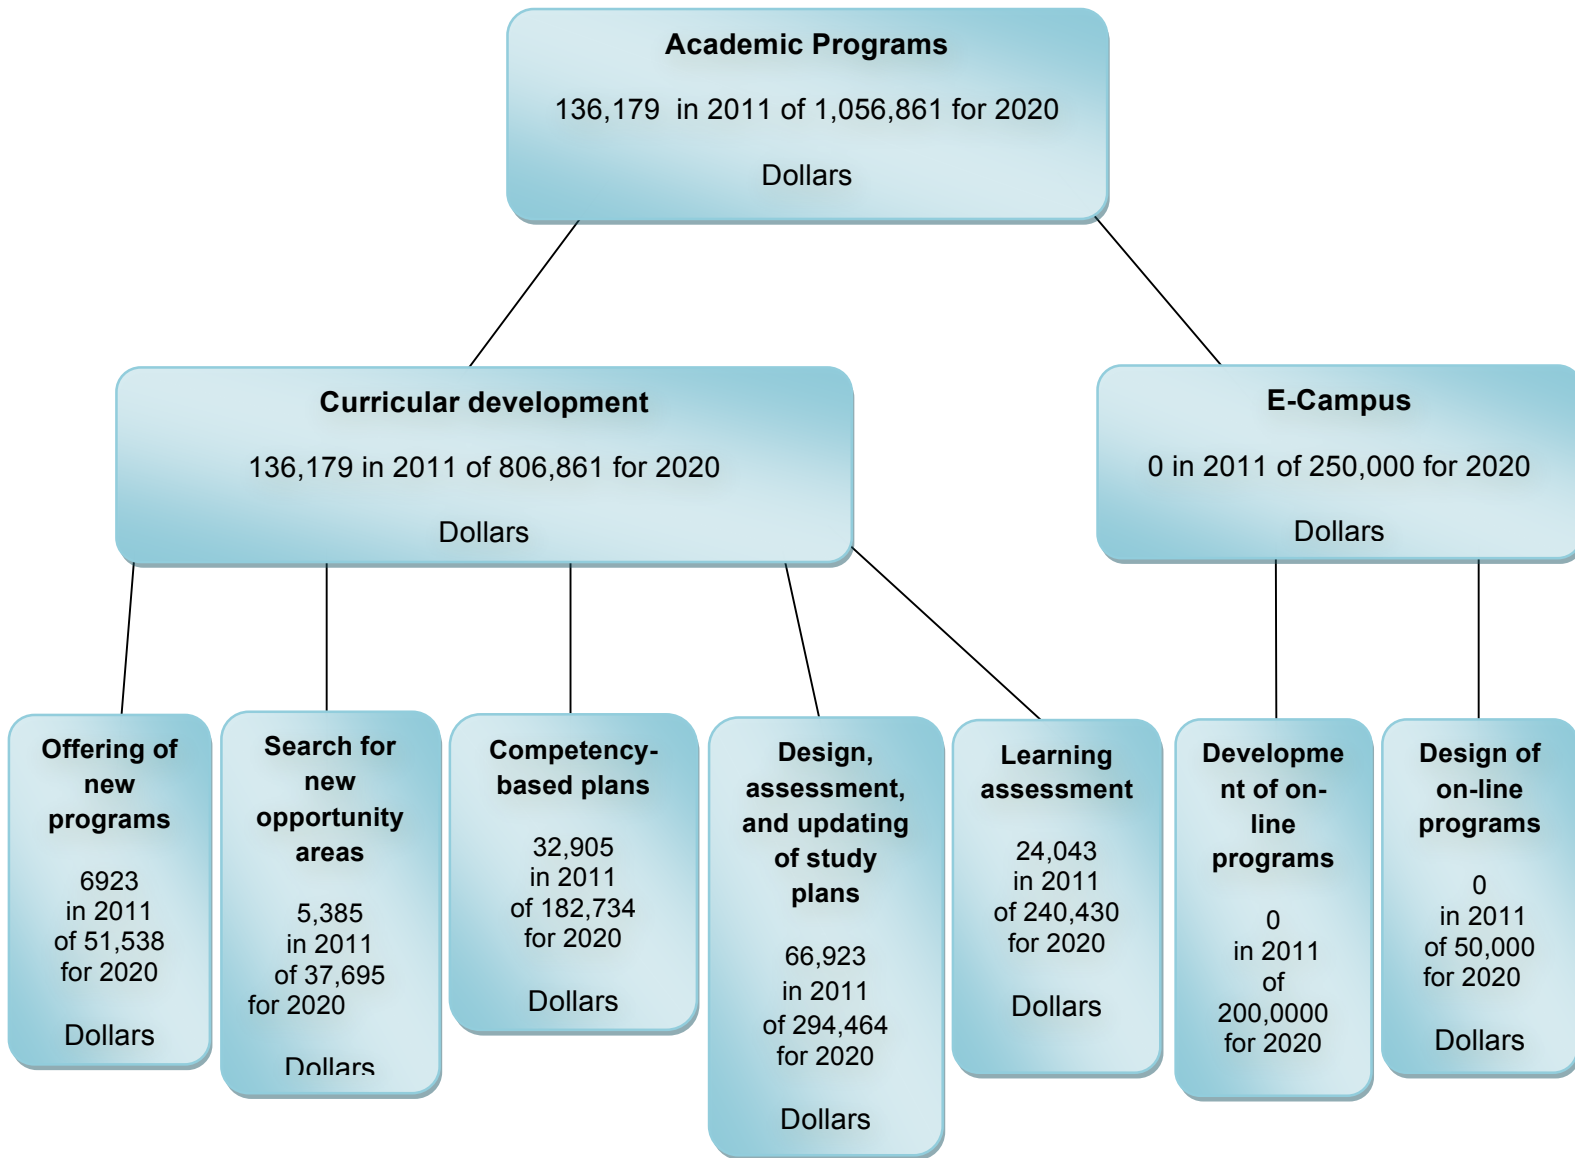 Academic Programs
136,179 in 2011 of 1,056,861 for 2020
Dollars
Curricular development
136,179 in 2011 of 806,861 for 2020
Dollars
E-Campus
0 in 2011 of 250,000 for 2020
Dollars
Offering of
new
programs
6923
in 2011
of 51,538
for 2020
Dollars
Search for
new
opportunity
areas
5,385
in 2011
of 37,695
for 2020
Dollars
Competency-
based plans
32,905
in 2011
of 182,734
for 2020
Dollars
Design,
assessment,
and updating
of study
plans
66,923
in 2011
of 294,464
for 2020
Dollars
Learning
assessment
24,043
in 2011
of 240,430
for 2020
Dollars
Developme
nt of on-
line
programs
0
in 2011
of
200,0000
for 2020
Design of
on-line
programs
0
in 2011
of 50,000
for 2020
Dollars